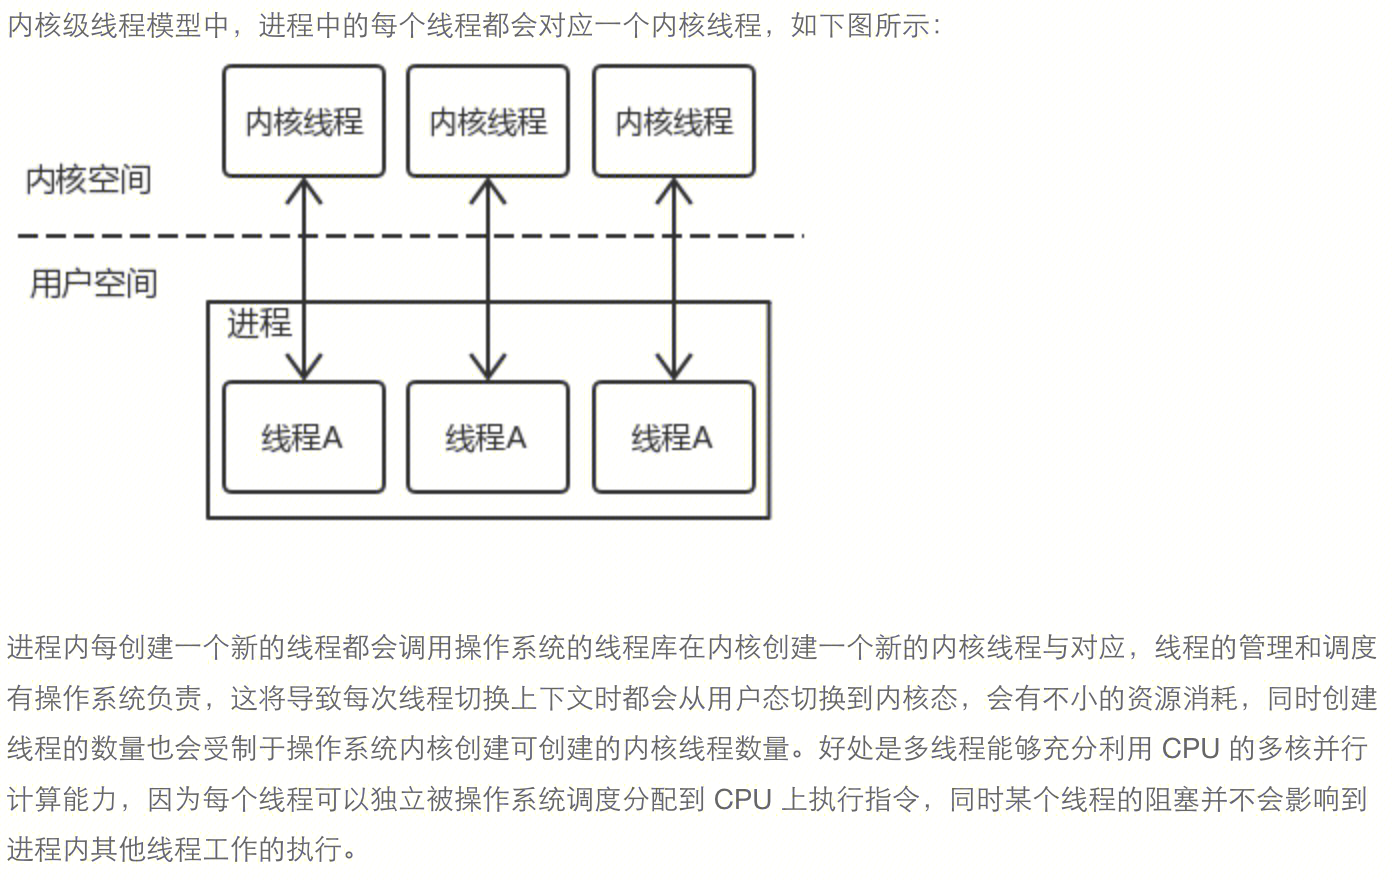 内核级线程模型中，进程中的每个线程都会对应一个内核线程，如下图所示：
内核线程 内核线程 内核线程
内核空间
用户空间
进程
线程A 线程A 线程A
进程内每创建一个新的线程都会调用操作系统的线程库在内核创建一个新的内核线程与对应，线程的管理和调度
有操作系统负责，这将导致每次线程切换上下文时都会从用户态切换到内核态，会有不小的资源消耗，同时创建
线程的数量也会受制于操作系统内核创建可创建的内核线程数量。好处是多线程能够充分利用 CPU 的多核并行
计算能力，因为每个线程可以独立被操作系统调度分配到 CPU 上执行指令，同时某个线程的阻塞并不会影响到
进程内其他线程工作的执行。